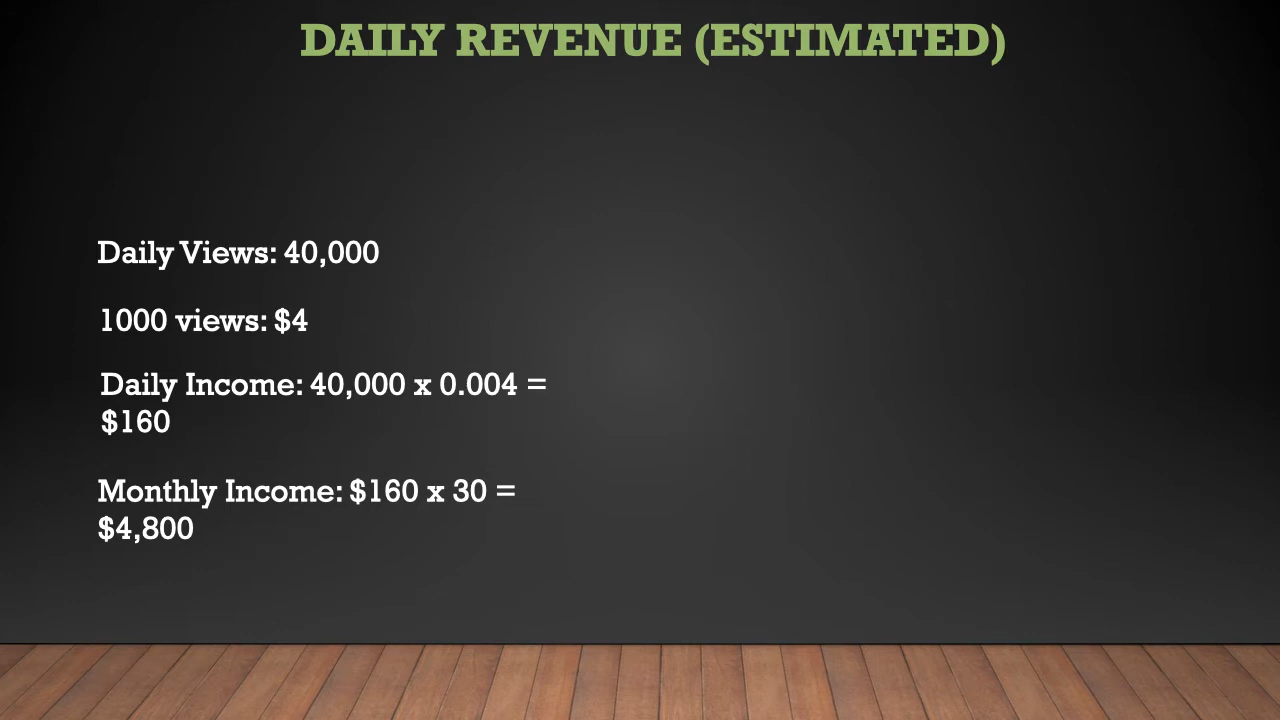 DAILY REVENUE (ESTIMATED)
Daily Views: 40,000
1000 views: $4
Daily Income: 40,000 x 0.004 =
$160
Monthly Income: $160 x 30 =
$4,800